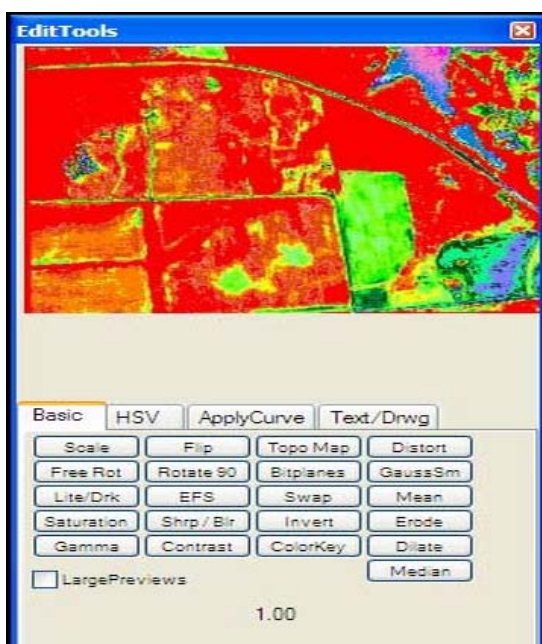 EditTools
Basic HSV ApplyCurve Text/Drwg
Scale Flip Topo Map Distort
Free Rot Rotate 90 Bitplanes GaussSm
Lite/Drk EFS Swap Mean
Saturation Shrp / Blr Invert Erode
Gamma Contrast ColorKey Dilate
Median
LargePreviews
1.00